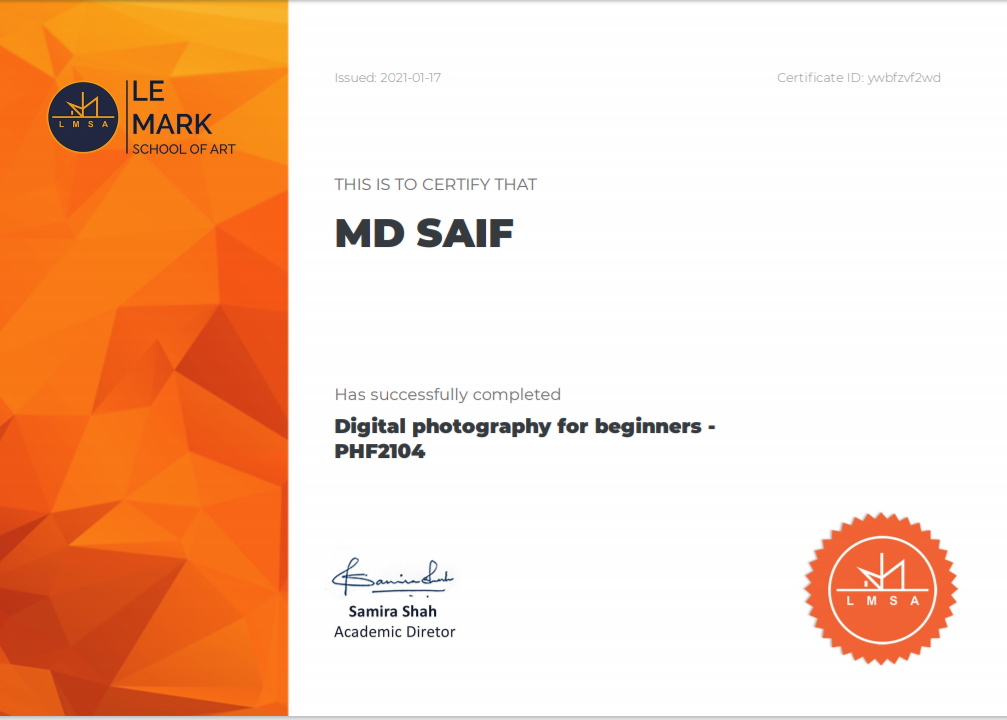 LMSA
LE
MARK
SCHOOL OF ART
Issued: 2021-01-17
Certificate ID: ywbfzvf2wd
THIS IS TO CERTIFY THAT
MD SAIF
Has successfully completed
Digital photography for beginners -
PHF2104
Samira Shah
Samira Shah
Academic Diretor
LMSA